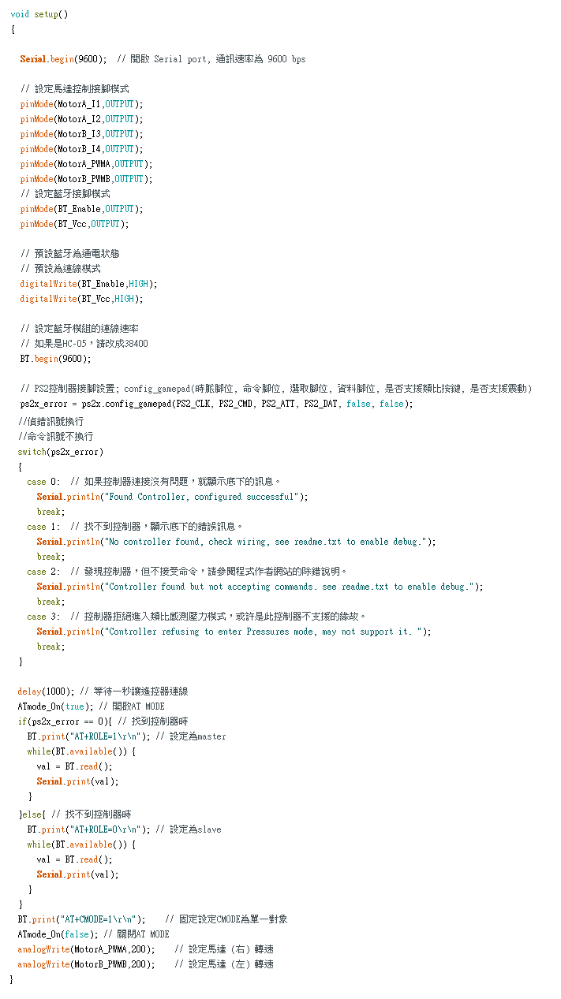 void setup()
{
Serial.begin(9600);  // 開啟 Serial port, 通訊速率為 9600 bps
// 設定馬達控制接腳模式
pinMode(MotorA_I1,OUTPUT);
pinMode(MotorA_I2,OUTPUT);
pinMode(MotorB_I3,OUTPUT);
pinMode(MotorB_I4,OUTPUT);
pinMode(MotorA_PWMA,OUTPUT);
pinMode(MotorB_PWMB,OUTPUT);
// 設定藍牙接腳模式
pinMode(BT_Enable,OUTPUT);
pinMode(BT_Vcc,OUTPUT);
// 預設藍牙為通電狀態
// 預設為連線模式
digitalWrite(BT_Enable,HIGH);
digitalWrite(BT_Vcc,HIGH);
// 設定藍牙模組的連線速率
// 如果是HC-05，請改成38400
BT.begin(9600);
// PS2控制器接腳設置; config_gamepad(時脈腳位, 命令腳位, 選取腳位, 資料腳位, 是否支援類比按鍵, 是否支援震動)
ps2x_error = ps2x.config_gamepad(PS2_CLK, PS2_CMD, PS2_ATT, PS2_DAT, false, false);
//偵錯訊號換行
//命令訊號不換行
switch(ps2x_error)
{
case 0:  // 如果控制器連接沒有問題，就顯示底下的訊息。
Serial.println("Found Controller, configured successful");
break;
case 1:  // 找不到控制器，顯示底下的錯誤訊息。
Serial.println("No controller found, check wiring, see readme.txt to enable debug.");
break;
case 2:  // 發現控制器，但不接受命令，請參閱程式作者網站的除錯說明。
Serial.println("Controller found but not accepting commands. see readme.txt to enable debug.");
break;
case 3:  // 控制器拒絕進入類比感測壓力模式，或許是此控制器不支援的緣故。
Serial.println("Controller refusing to enter Pressures mode, may not support it. ");
break;
}
delay(1000); // 等待一秒讓遙控器連線
ATmode_On(true); // 開啟AT MODE
if(ps2x_error == 0){ // 找到控制器時
BT.print("AT+ROLE=1\r\n"); // 設定為master
while(BT.available()) {
val = BT.read();
Serial.print(val);
}
}else{ // 找不到控制器時
BT.print("AT+ROLE=0\r\n"); // 設定為slave
while(BT.available()) {
val = BT.read();
Serial.print(val);
}
}
BT.print("AT+CMODE=1\r\n");    // 固定設定CMODE為單一對象
ATmode_On(false); // 關閉AT MODE
analogWrite(MotorA_PWMA,200);    // 設定馬達 (右) 轉速
analogWrite(MotorB_PWMB,200);    // 設定馬達 (左) 轉速
}